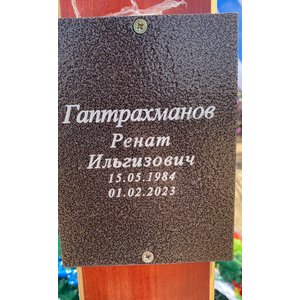 Гаптрахманов
Ренат
Ильгизович
15.05.1984
01.02.2023